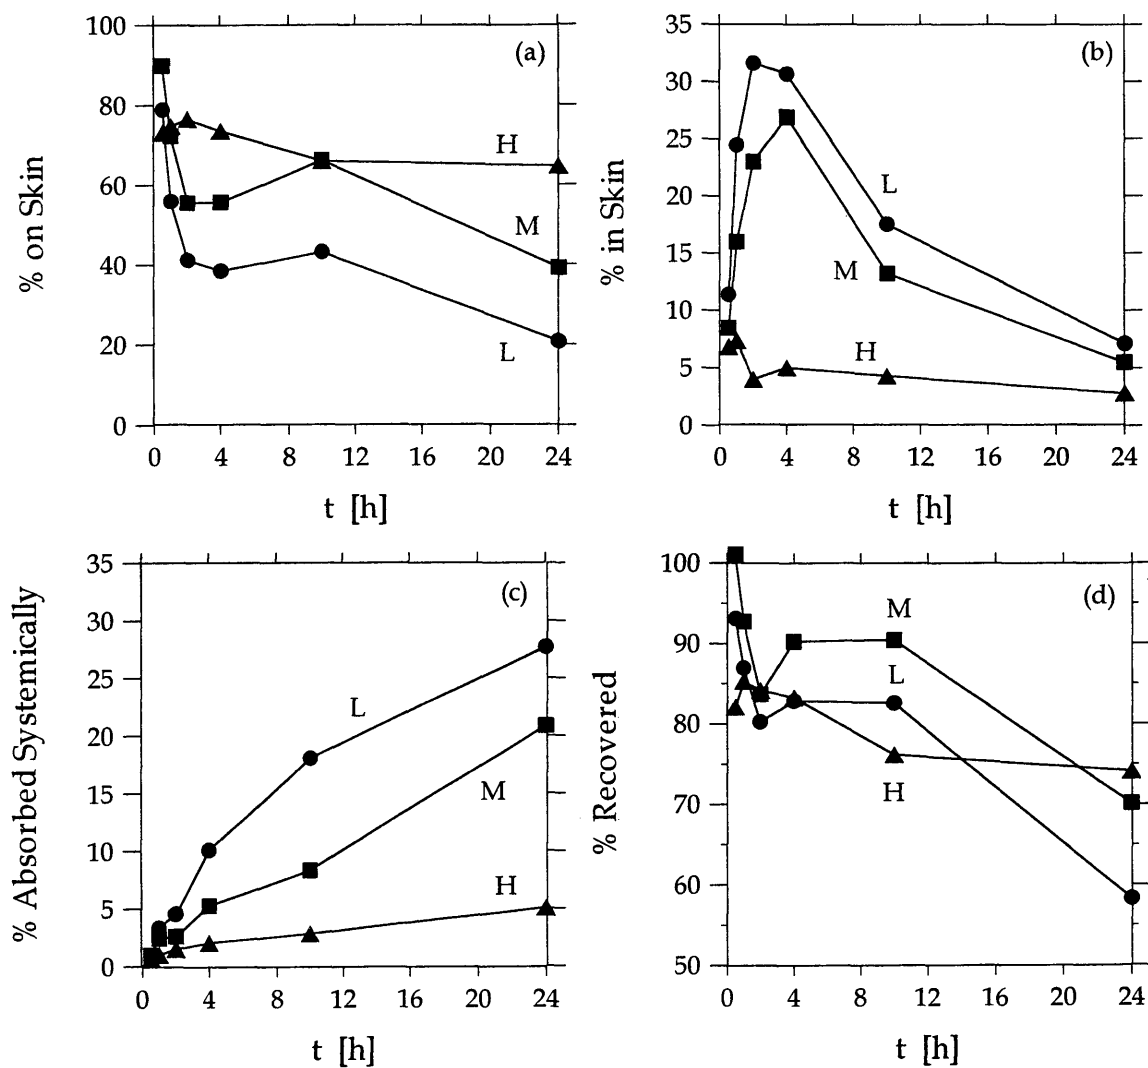 100
80
60
40
20
0
% on Skin
(a)
H
M
L
0 4 8 12 16 20 24
t [h]
35
30
25
20
15
10
5
0
% in Skin
(b)
L
M
H
0 4 8 12 16 20 24
t [h]
35
30
25
20
15
10
5
0
% Absorbed Systemically
(c)
L
M
H
0 4 8 12 16 20 24
t [h]
100
90
80
70
60
50
% Recovered
(d)
M
L
H
0 4 8 12 16 20 24
t [h]